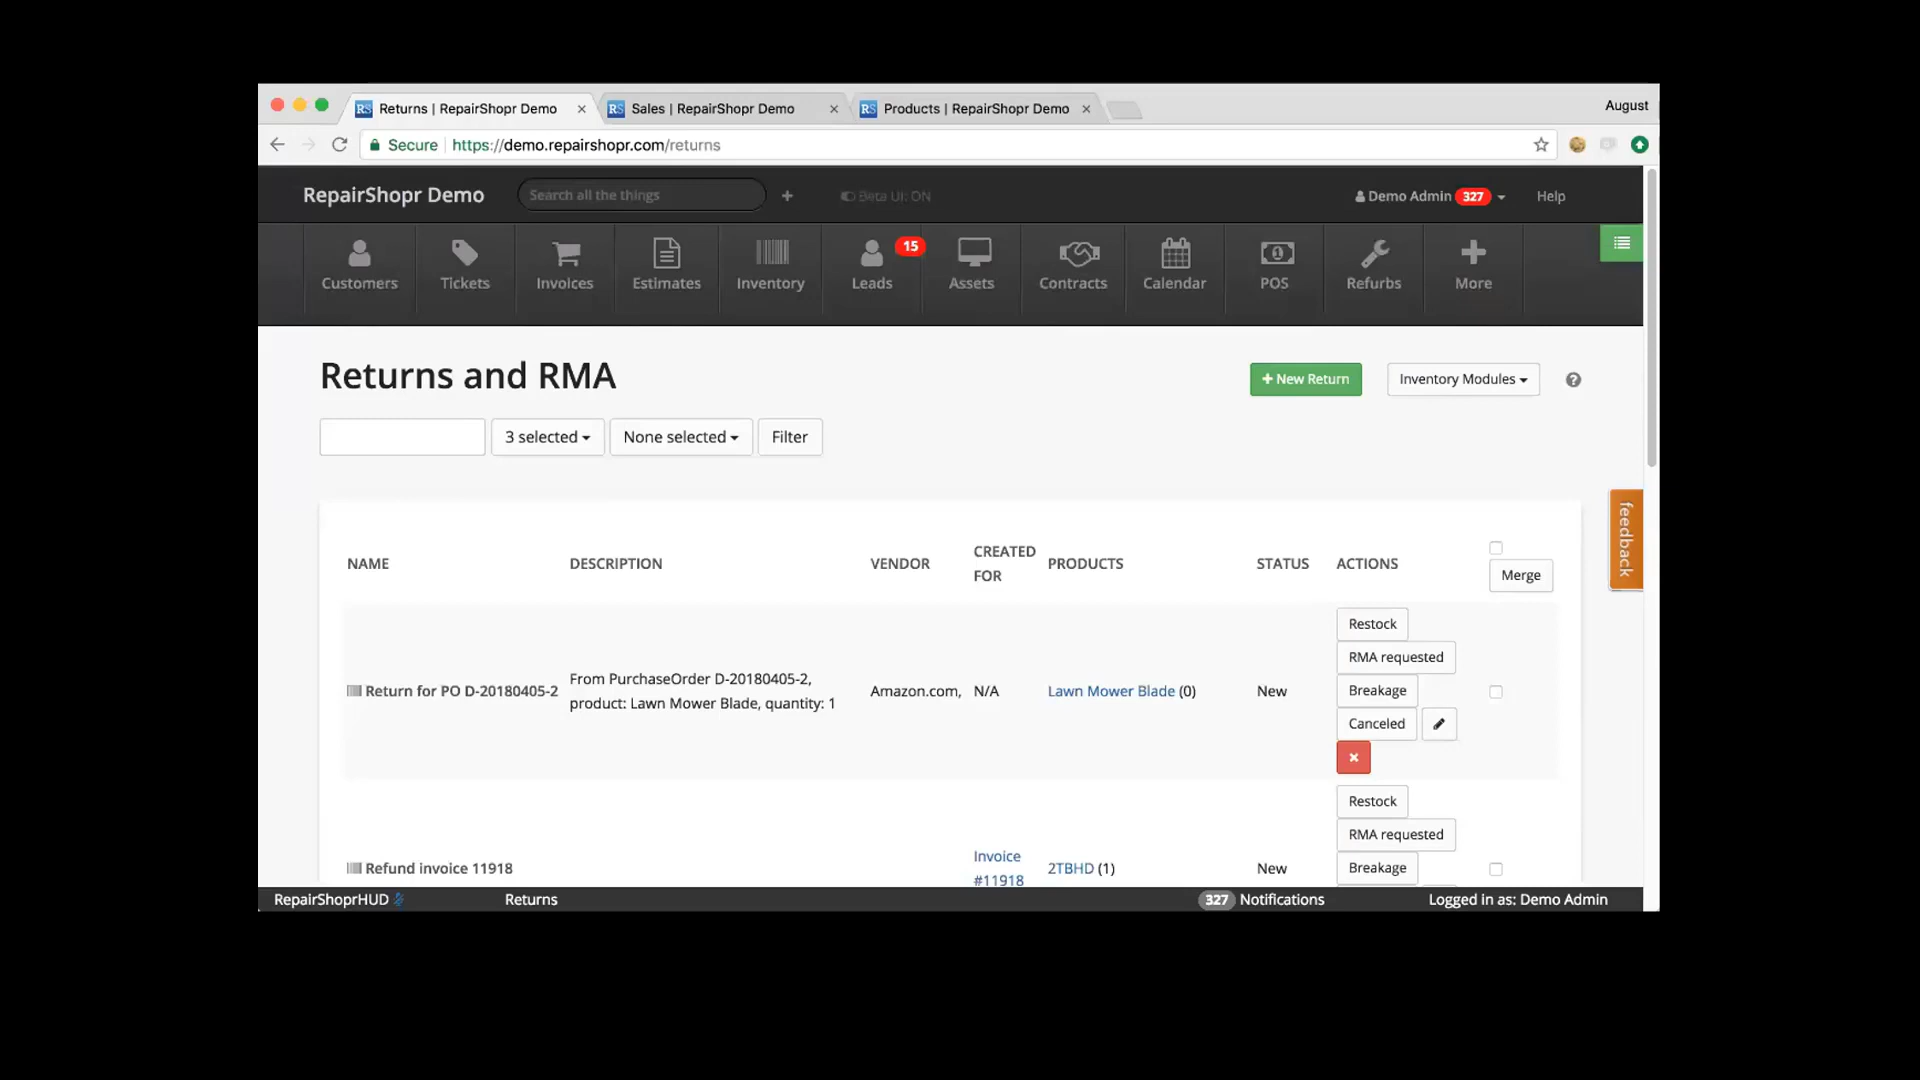 Returns | RepairShopr Demo
Sales | RepairShopr Demo
Products | RepairShopr Demo
August
Secure
https://demo.repairshopr.com/returns
RepairShopr Demo
Search all the things
Beta UI: ON
Demo Admin 327
Help
Customers
Tickets
Invoices
Estimates
Inventory
Leads
15
Assets
Contracts
Calendar
POS
Refurbs
More
Returns and RMA
New Return
Inventory Modules
3 selected
None selected
Filter
feedback
NAME
DESCRIPTION
VENDOR
CREATED
FOR
PRODUCTS
STATUS
ACTIONS
Merge
Return for PO D-20180405-2
From PurchaseOrder D-20180405-2,
product: Lawn Mower Blade, quantity: 1
Amazon.com,
N/A
Lawn Mower Blade (0)
New
Restock
RMA requested
Breakage
Canceled
Refund invoice 11918
Invoice
#11918
2TBHD (1)
New
Restock
RMA requested
Breakage
RepairShoprHUD
Returns
327 Notifications
Logged in as: Demo Admin